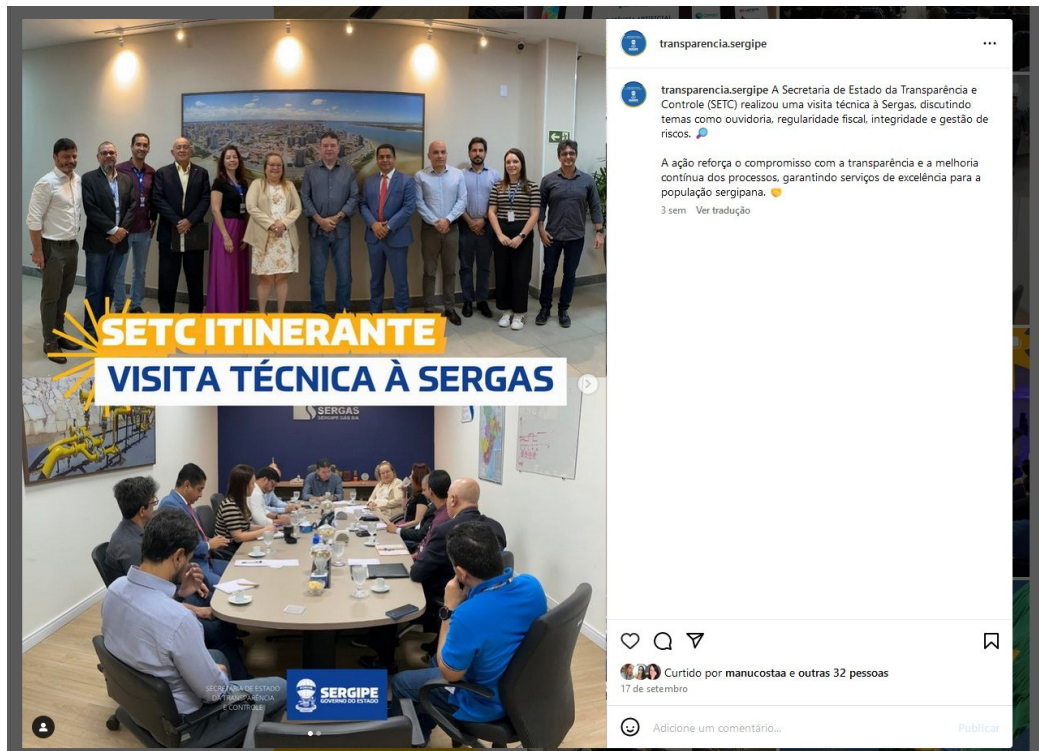 SETC ITINERANTE
VISITA TÉCNICA À SERGAS
SERGAS
SERGIPE GÁS S/A
SECRETARIA DE ESTADO
DA TRANSPARÊNCIA
E CONTROLE
SERGIPE
GOVERNO DO ESTADO
transparencia.sergipe
transparencia.sergipe A Secretaria de Estado da Transparência e
Controle (SETC) realizou uma visita técnica à Sergas, discutindo
temas como ouvidoria, regularidade fiscal, integridade e gestão de
riscos. 🔎
A ação reforça o compromisso com a transparência e a melhoria
contínua dos processos, garantindo serviços de excelência para a
população sergipana. 🤝
3 sem Ver tradução
Curtido por manucostaa e outras 32 pessoas
17 de setembro
Adicione um comentário...
Publicar